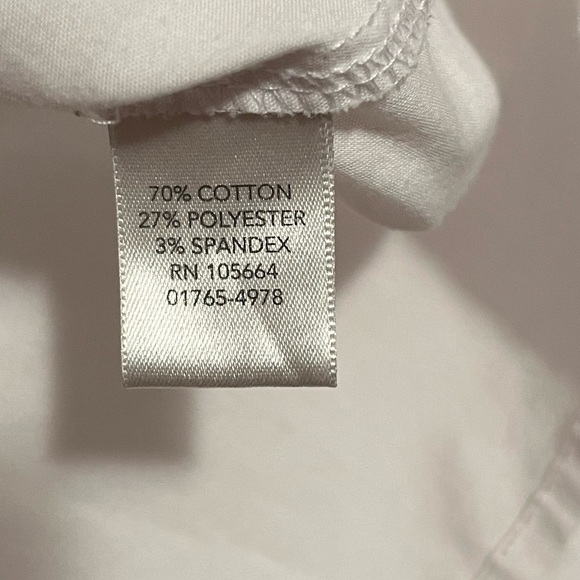 70% COTTON
27% POLYESTER
3% SPANDEX
RN 105664
01765-4978